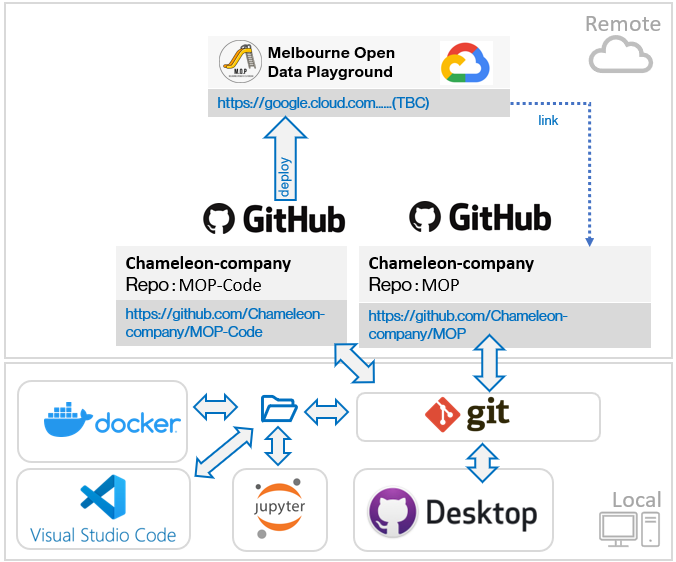 Remote
M.O.P
Melbourne Open
Data Playground
https://google.cloud.com......(TBC)
link
deploy
GitHub
GitHub
Chameleon-company
Repo : MOP-Code
https://github.com/Chameleon-
company/MOP-Code
Chameleon-company
Repo : MOP
https://github.com/Chameleon-
company/MOP
docker
git
Visual Studio Code
jupyter
Desktop
Local